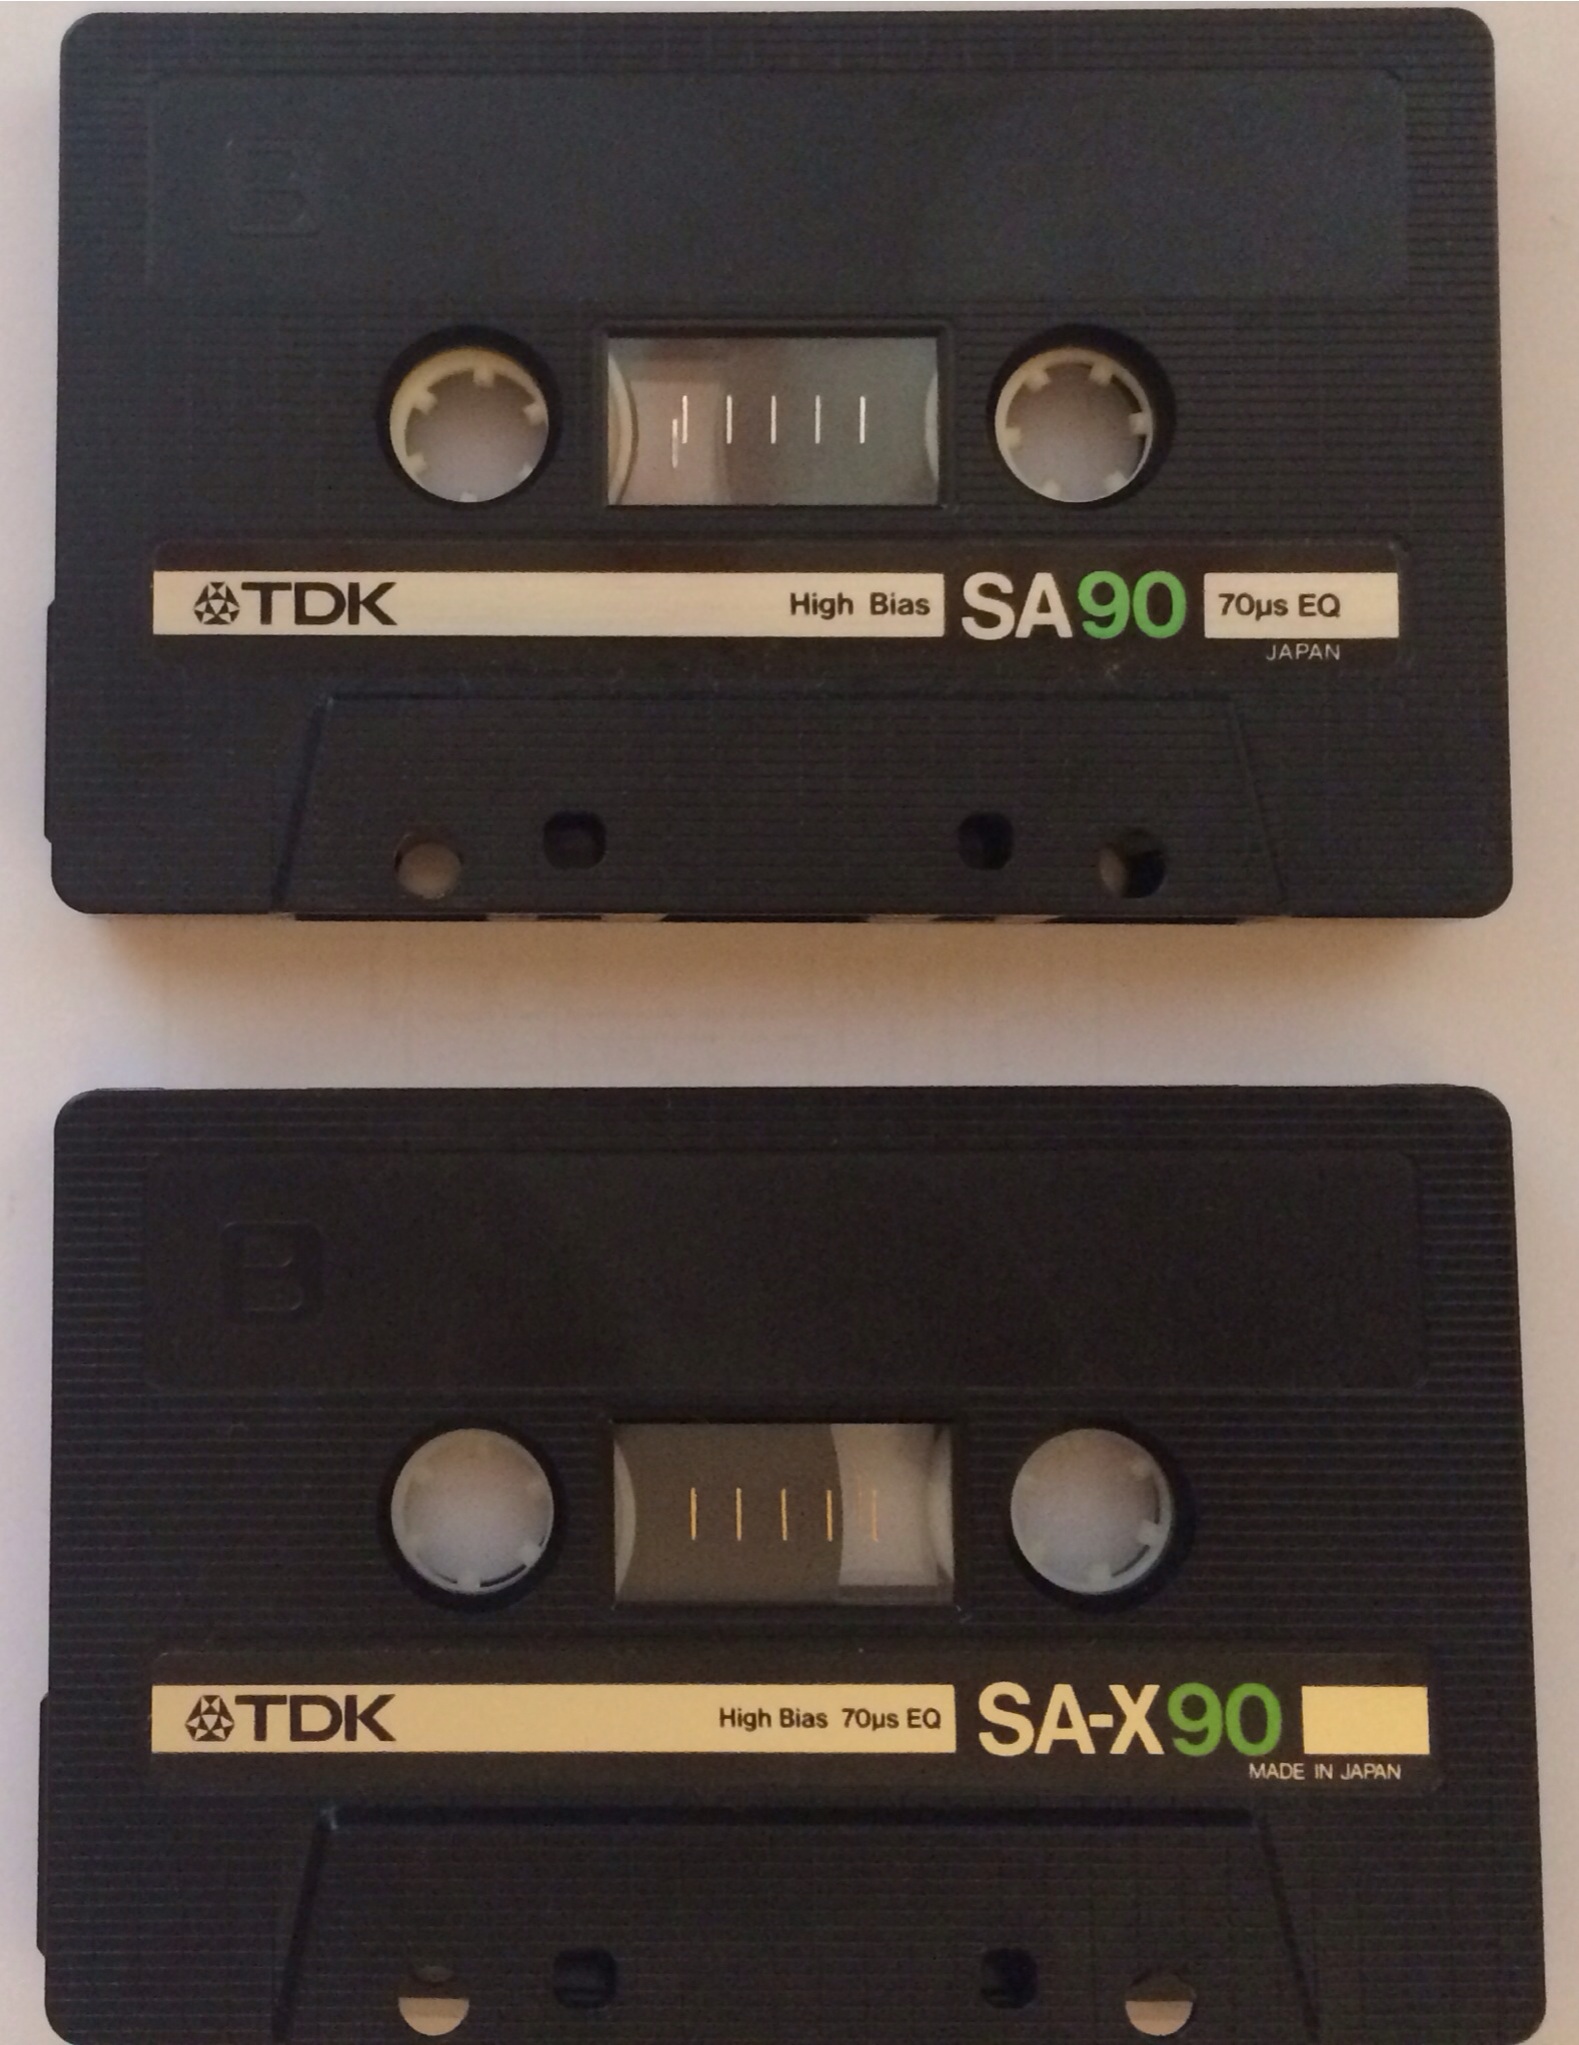 B
TDK High Bias SA90 70µs EQ
JAPAN
B
TDK High Bias 70µs EQ SA-X90
MADE IN JAPAN